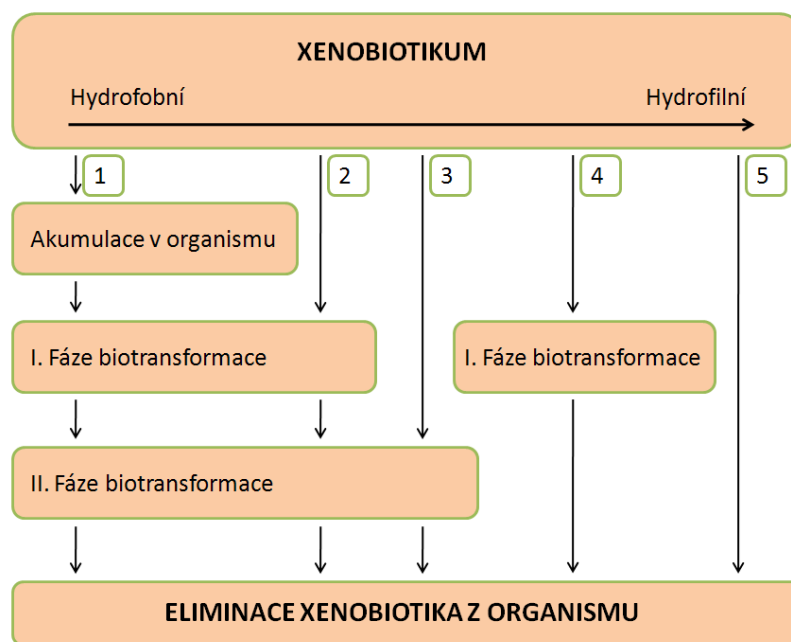 XENOBIOTIKUM
Hydrofobní
Hydrofilní
1
2
3
4
5
Akumulace v organismu
I. Fáze biotransformace
I. Fáze biotransformace
II. Fáze biotransformace
ELIMINACE XENOBIOTIKA Z ORGANISMU